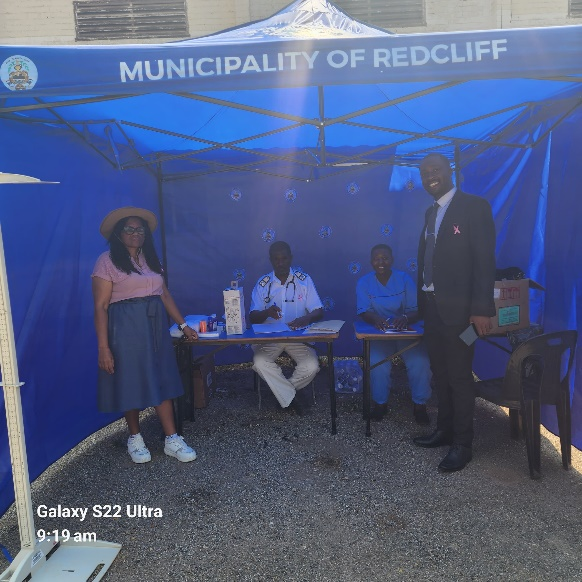 MUNICIPALITY OF REDCLIFF
Galaxy S22 Ultra
9:19 am